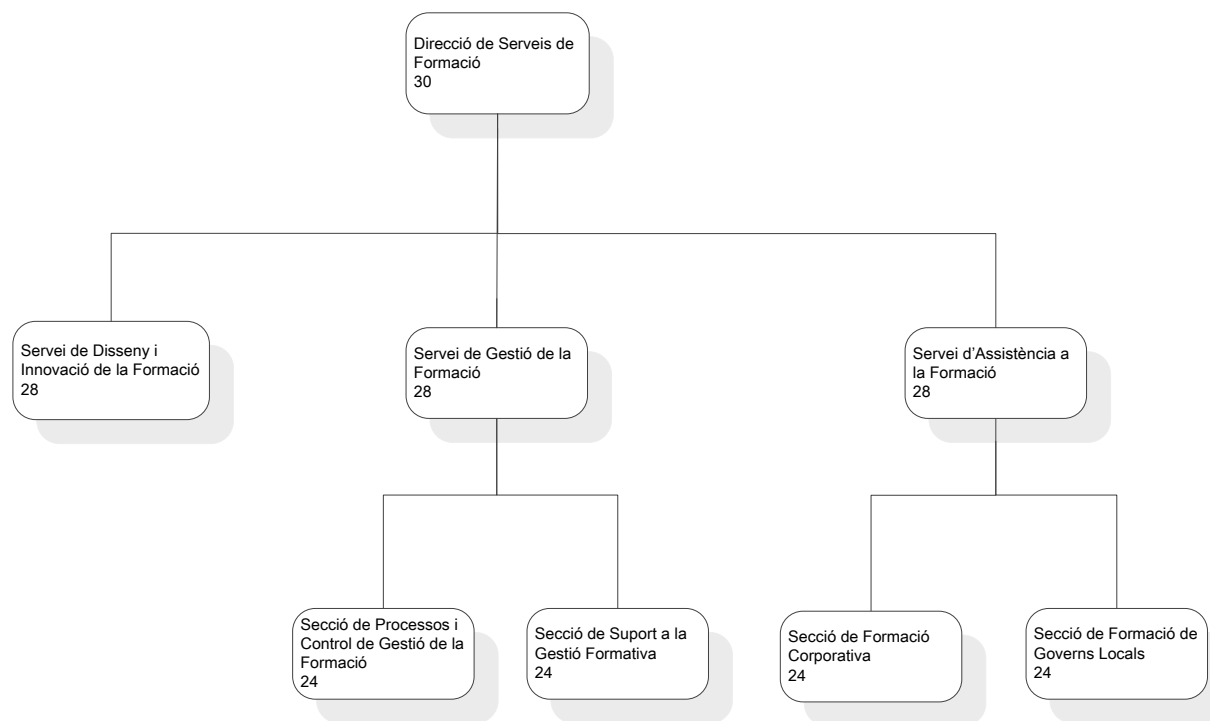 Direcció de Serveis de
Formació
30
Servei de Disseny i
Innovació de la Formació
28
Servei de Gestió de la
Formació
28
Servei d’Assistència a
la Formació
28
Secció de Processos i
Control de Gestió de la
Formació
24
Secció de Suport a la
Gestió Formativa
24
Secció de Formació
Corporativa
24
Secció de Formació de
Governs Locals
24